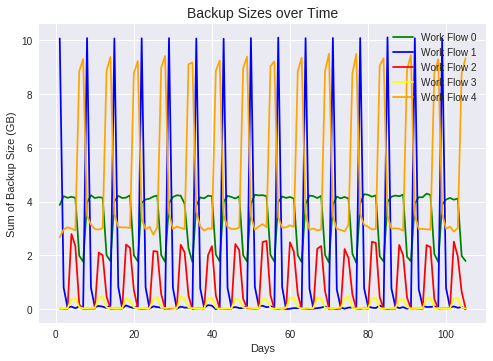 Backup Sizes over Time
Work Flow 0
Work Flow 1
Work Flow 2
Work Flow 3
Work Flow 4
10
8
6
4
2
0
Sum of Backup Size (GB)
0 20 40 60 80 100
Days